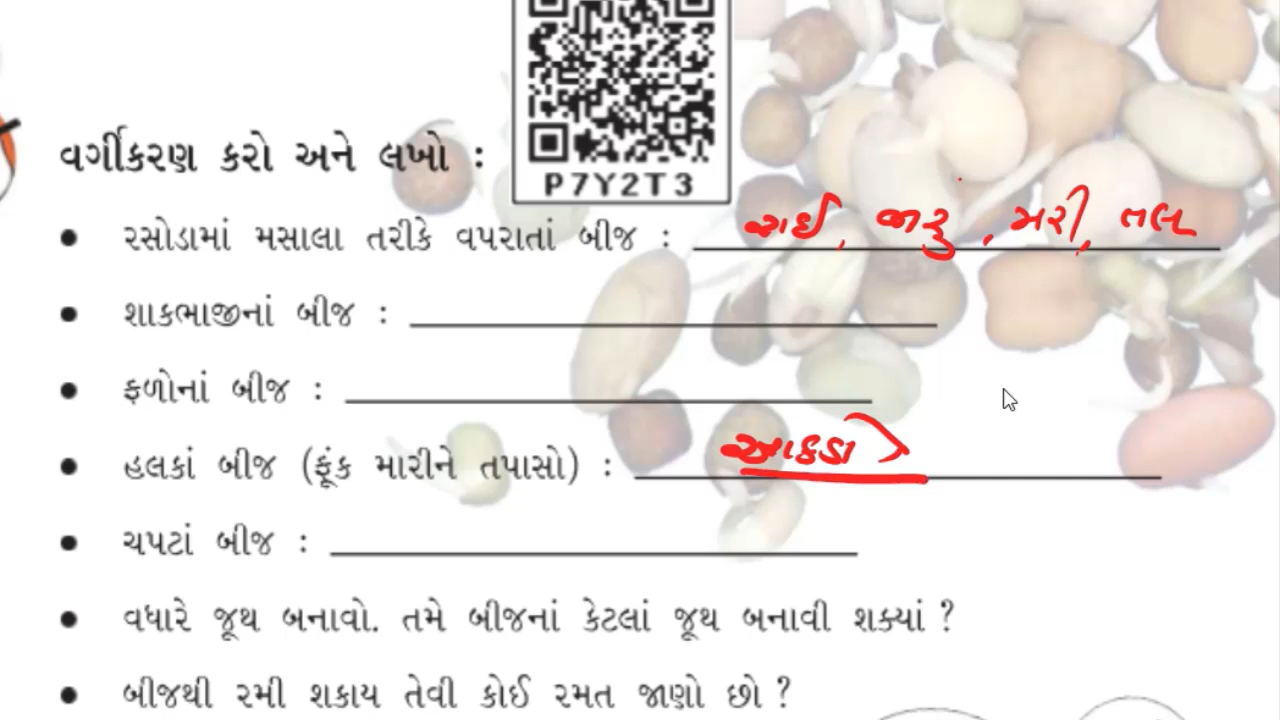 P7Y2T3
વર્ગીકરણ કરો અને લખો :
• રસોડામાં મસાલા તરીકે વપરાતાં બીજ : રાઈ, જીરૂ, મરી, તલ
• શાકભાજીનાં બીજ :
• ફળોનાં બીજ :
• હલકાં બીજ (ફૂંક મારીને તપાસો) : આકડો
• ચપટાં બીજ :
• વધારે જૂથ બનાવો. તમે બીજનાં કેટલાં જૂથ બનાવી શક્યાં ?
• બીજથી રમી શકાય તેવી કોઈ રમત જાણો છો ?